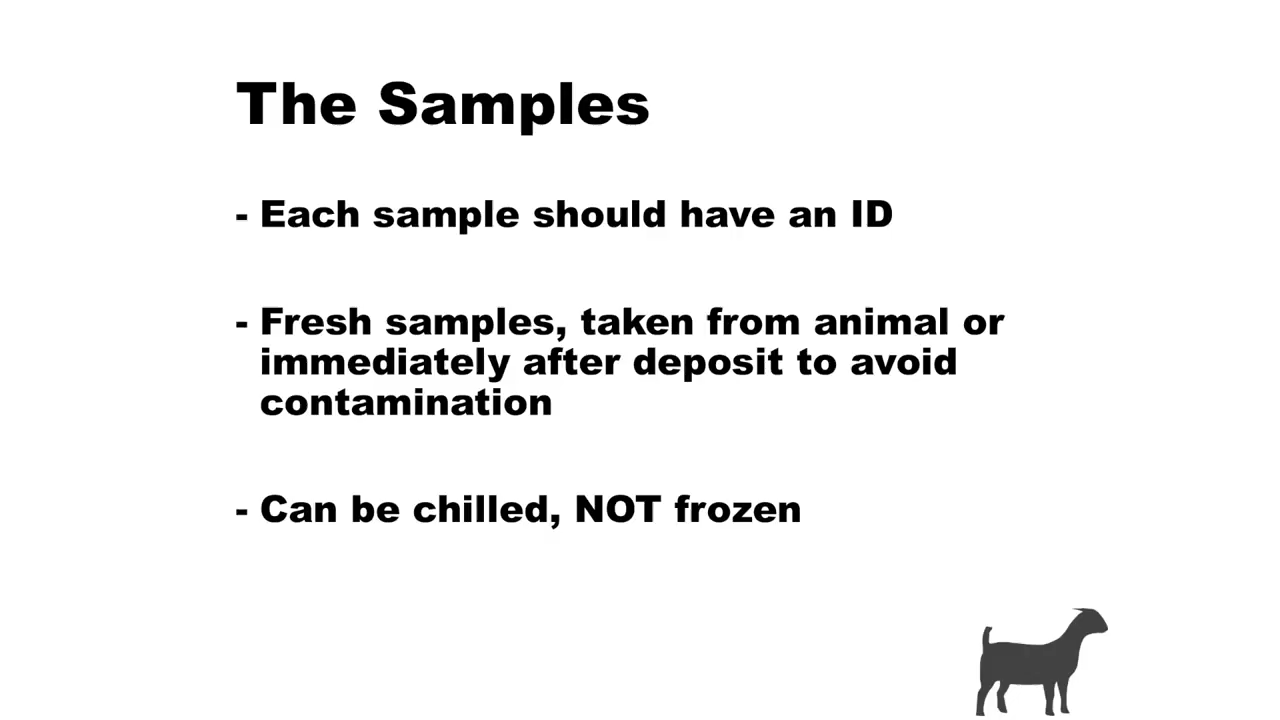 The Samples
- Each sample should have an ID
- Fresh samples, taken from animal or
immediately after deposit to avoid
contamination
- Can be chilled, NOT frozen